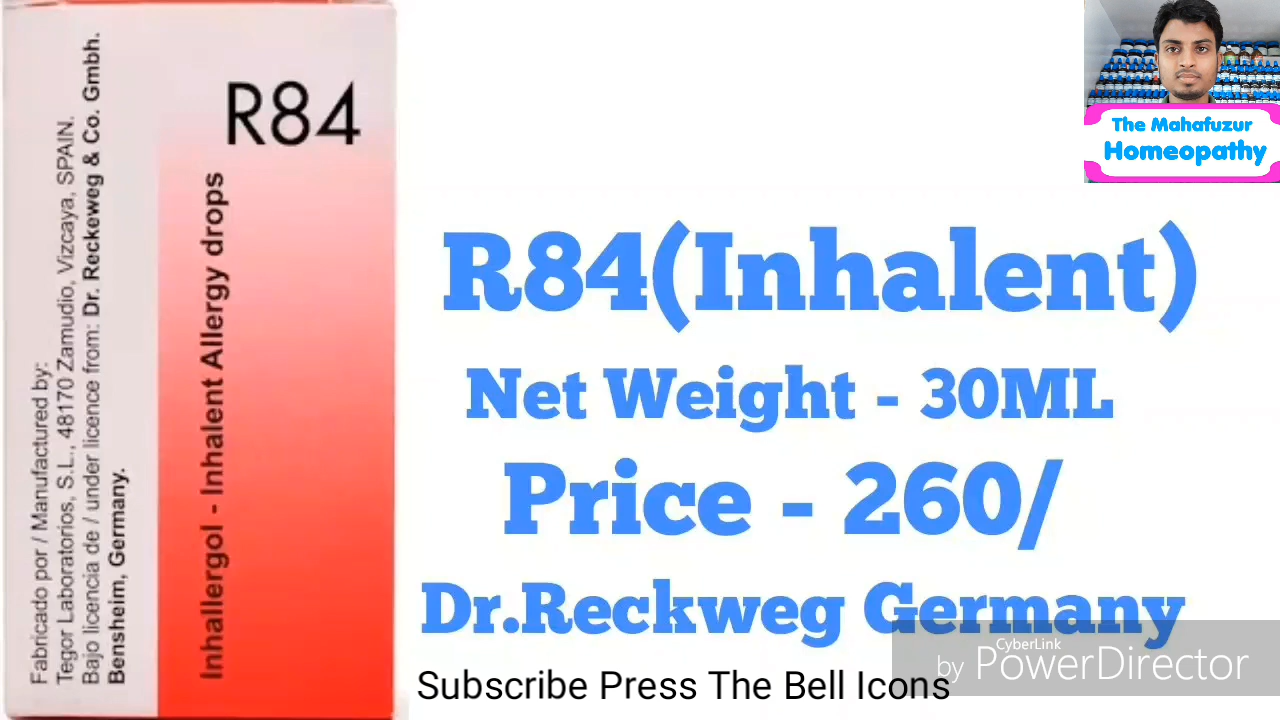 Fabricado por / Manufactured by:
Tegor Laboratorios, S.L., 48170 Zamudio, Vizcaya, SPAIN.
Bajo licencia de / under licence from: Dr. Reckeweg & Co. Gmbh.
Bensheim, Germany.
R84
Inhallergol - Inhalent Allergy drops
The Mahafuzur
Homeopathy
R84(Inhalent)
Net Weight - 30ML
Price - 260/
Dr.Reckweg Germany
CyberLink
by PowerDirector
Subscribe Press The Bell Icons